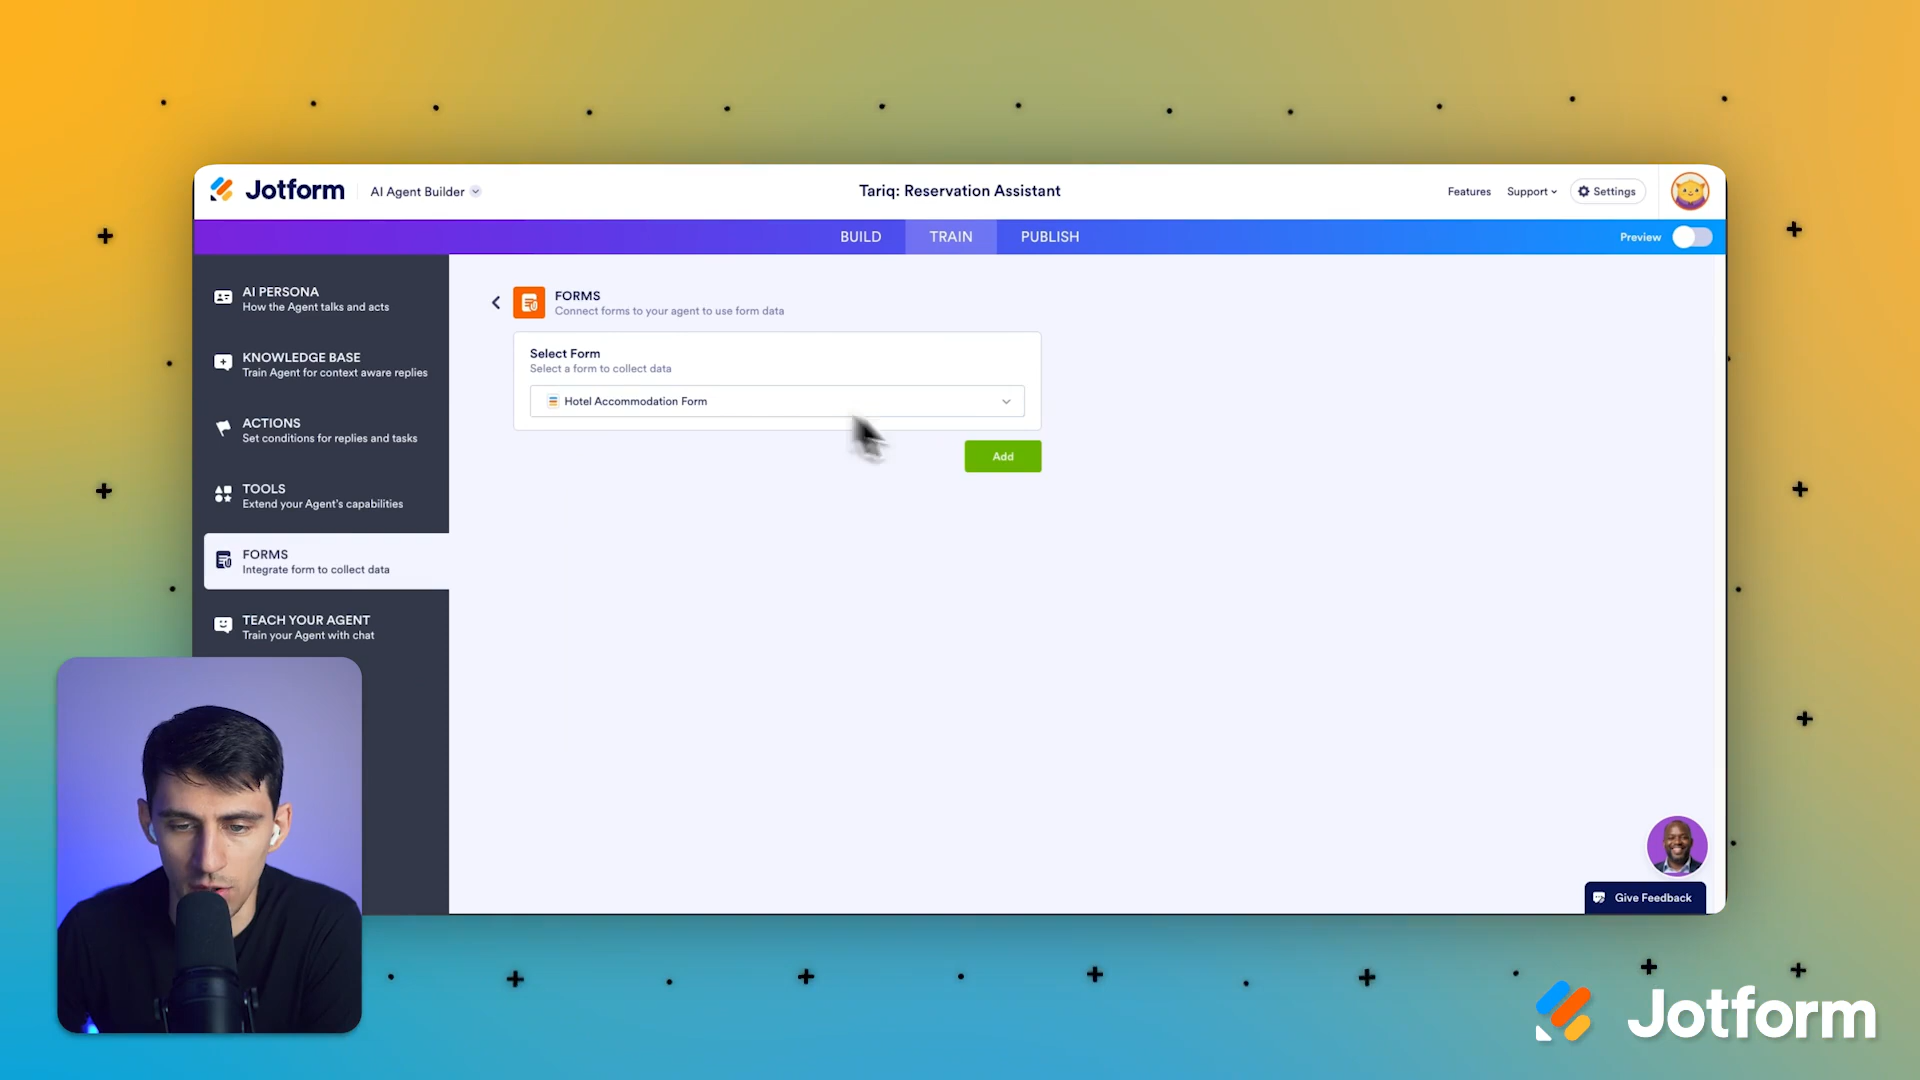 Jotform
AI Agent Builder
Tariq: Reservation Assistant
Features
Support
Settings
BUILD
TRAIN
PUBLISH
Preview
AI PERSONA
How the Agent talks and acts
KNOWLEDGE BASE
Train Agent for context aware replies
ACTIONS
Set conditions for replies and tasks
TOOLS
Extend your Agent's capabilities
FORMS
Integrate form to collect data
TEACH YOUR AGENT
Train your Agent with chat
FORMS
Connect forms to your agent to use form data
Select Form
Select a form to collect data
Hotel Accommodation Form
Add
Give Feedback
Jotform